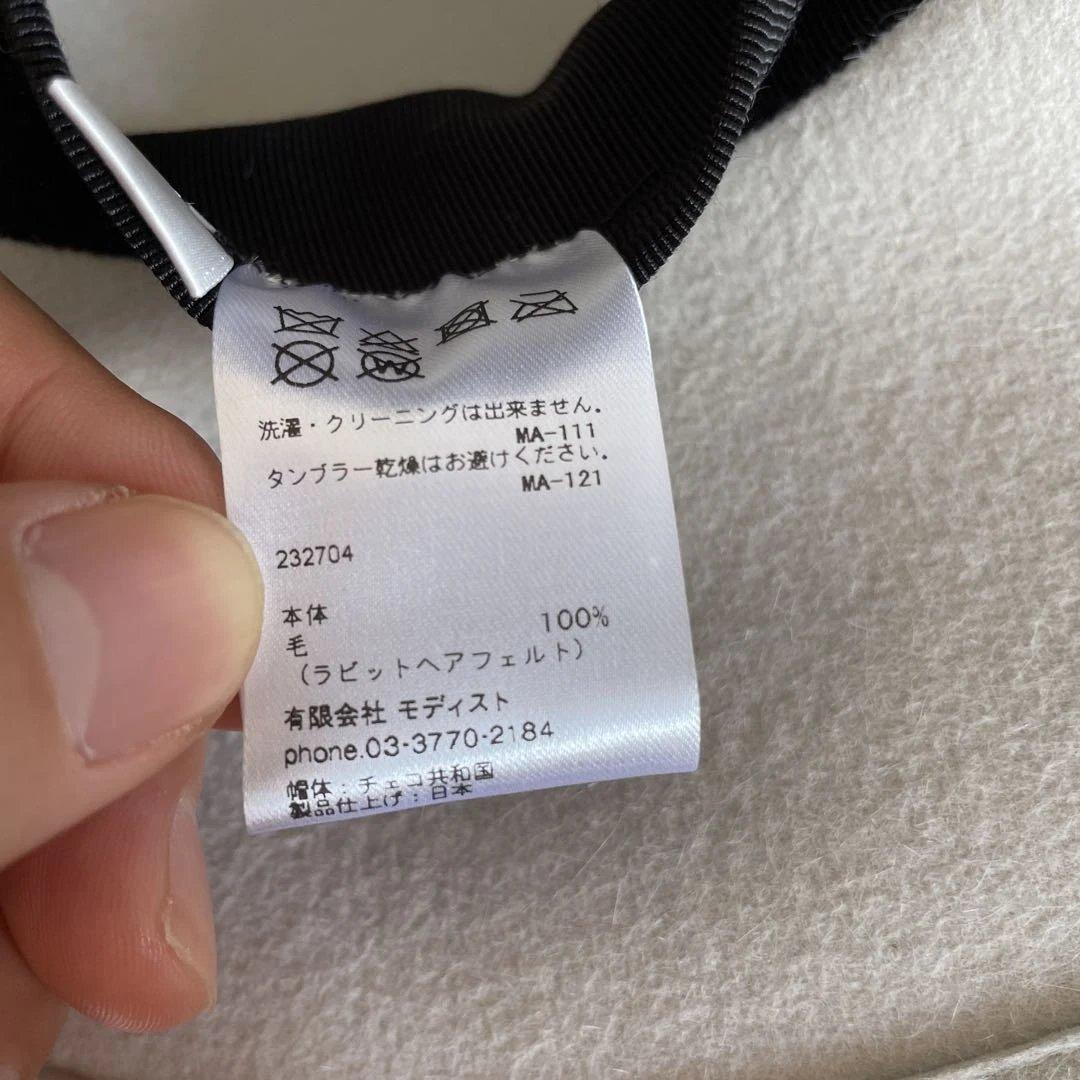 洗濯・クリーニングは出来ません。
MA-111
タンブラー乾燥はお避けください。
MA-121
232704
本体
毛 100%
（ラビットヘアフェルト）
有限会社 モディスト
phone.03-3770-2184
帽体：チェコ共和国
製品仕上げ：日本